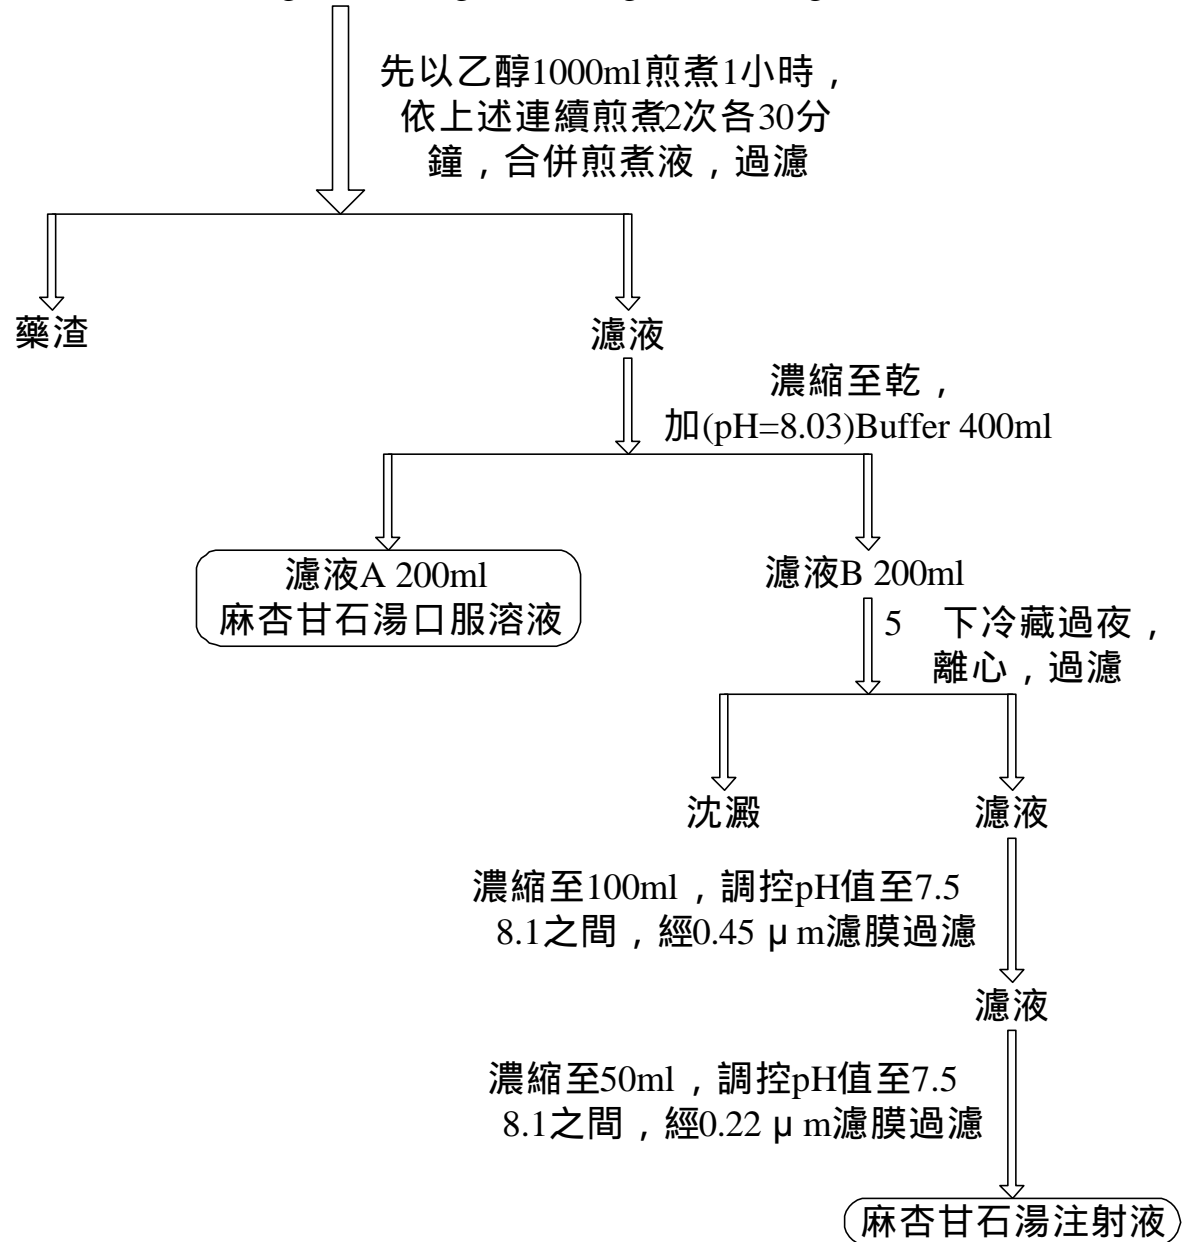 先以乙醇1000ml煎煮1小時，
依上述連續煎煮2次各30分
鐘，合併煎煮液，過濾
藥渣
濾液
濃縮至乾，
加(pH=8.03)Buffer 400ml
濾液A 200ml
麻杏甘石湯口服溶液
濾液B 200ml
5 下冷藏過夜，
離心，過濾
沈澱
濾液
濃縮至100ml，調控pH值至7.5
8.1之間，經0.45 μm濾膜過濾
濾液
濃縮至50ml，調控pH值至7.5
8.1之間，經0.22 μm濾膜過濾
麻杏甘石湯注射液